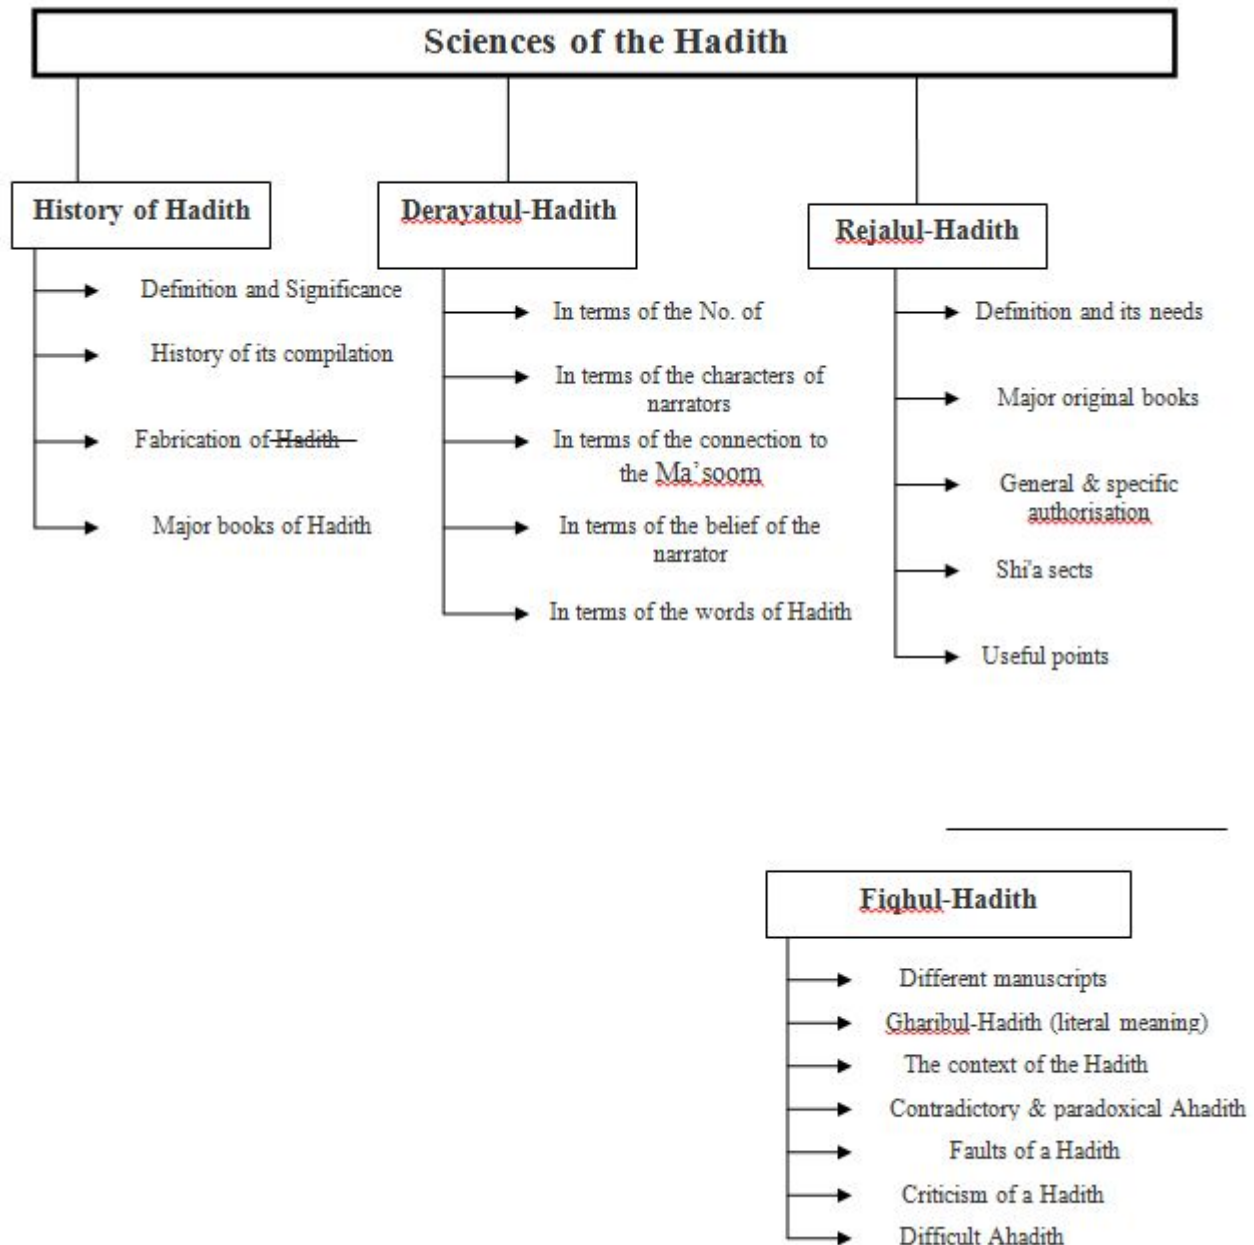 Sciences of the Hadith
History of Hadith
Definition and Significance
History of its compilation
Fabrication of Hadith
Major books of Hadith
Derayatul-Hadith
In terms of the No. of
In terms of the characters of
narrators
In terms of the connection to
the Ma'soom
In terms of the belief of the
narrator
In terms of the words of Hadith
Rejalul-Hadith
Definition and its needs
Major original books
General & specific
authorisation
Shi'a sects
Useful points
Fiqhul-Hadith
Different manuscripts
Gharibul-Hadith (literal meaning)
The context of the Hadith
Contradictory & paradoxical Ahadith
Faults of a Hadith
Criticism of a Hadith
Difficult Ahadith